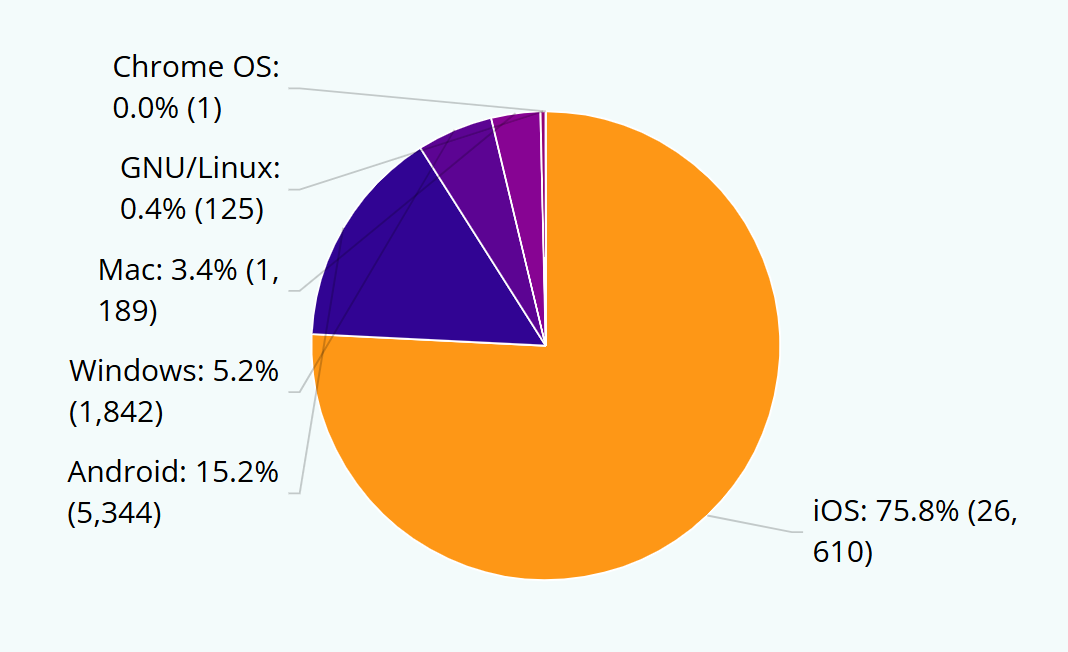 Chrome OS:
0.0% (1)
GNU/Linux:
0.4% (125)
Mac: 3.4% (1,
189)
Windows: 5.2%
(1,842)
Android: 15.2%
(5,344)
iOS: 75.8% (26,
610)